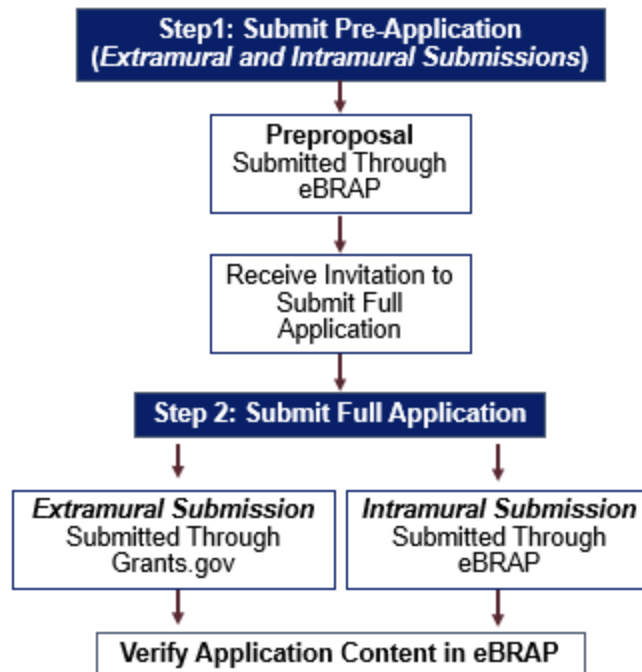 Step1: Submit Pre-Application
(Extramural and Intramural Submissions)
Preproposal
Submitted Through
eBRAP
Receive Invitation to
Submit Full
Application
Step 2: Submit Full Application
Extramural Submission
Submitted Through
Grants.gov
Intramural Submission
Submitted Through
eBRAP
Verify Application Content in eBRAP